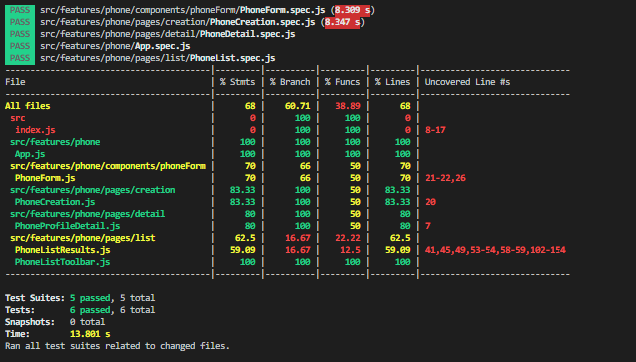 PASS src/features/phone/components/phoneForm/PhoneForm.spec.js (8.309 s)
PASS src/features/phone/pages/creation/PhoneCreation.spec.js (8.347 s)
PASS src/features/phone/pages/detail/PhoneDetail.spec.js
PASS src/features/phone/App.spec.js
PASS src/features/phone/pages/list/PhoneList.spec.js
File | % Stmts | % Branch | % Funcs | % Lines | Uncovered Line #s
All files | 68 | 60.71 | 38.89 | 68 |
src | 0 | 100 | 100 | 0 |
index.js | 0 | 100 | 100 | 0 | 8-17
src/features/phone | 100 | 100 | 100 | 100 |
App.js | 100 | 100 | 100 | 100 |
src/features/phone/components/phoneForm | 70 | 66 | 50 | 70 |
PhoneForm.js | 70 | 66 | 50 | 70 | 21-22,26
src/features/phone/pages/creation | 83.33 | 100 | 50 | 83.33 |
PhoneCreation.js | 83.33 | 100 | 50 | 83.33 | 20
src/features/phone/pages/detail | 80 | 100 | 50 | 80 |
PhoneProfileDetail.js | 80 | 100 | 50 | 80 | 7
src/features/phone/pages/list | 62.5 | 16.67 | 22.22 | 62.5 |
PhoneListResults.js | 59.09 | 16.67 | 12.5 | 59.09 | 41,45,49,53-54,58-59,102-154
PhoneListToolbar.js | 100 | 100 | 100 | 100 |
Test Suites: 5 passed, 5 total
Tests: 6 passed, 6 total
Snapshots: 0 total
Time: 13.801 s
Ran all test suites related to changed files.